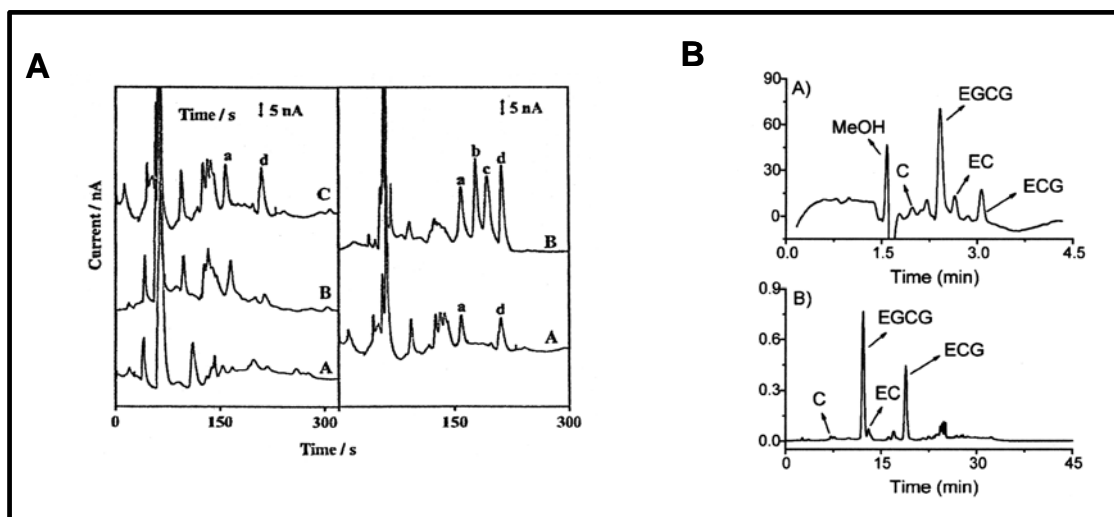 A
Time / s
↕ 5 nA
a
d
C
B
A
Current / nA
0
150
300
↕ 5 nA
a
b
c
d
B
a
d
A
150
300
Time / s
B
A)
90
60
30
0
MeOH
C
EGCG
EC
ECG
0
1.5
3.0
4.5
Time (min)
B)
0.9
0.6
0.3
0.0
C
EGCG
EC
ECG
0
15
30
45
Time (min)